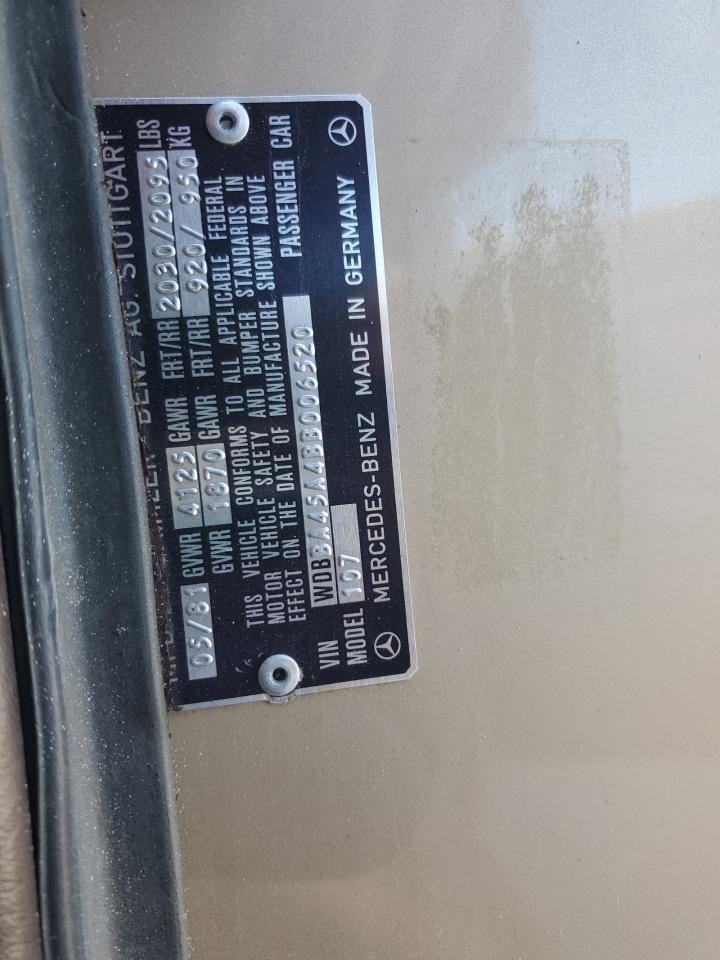 BENZ AG. STUTTGART
05/81 GVWR 4125 GAWR FRT/RR 2030/2095 LBS
GVWR 1870 GAWR FRT/RR 920/ 950 KG
THIS VEHICLE CONFORMS TO ALL APPLICABLE FEDERAL
MOTOR VEHICLE SAFETY AND BUMPER STANDARDS IN
EFFECT ON THE DATE OF MANUFACTURE SHOWN ABOVE
VIN WDBBA45A4BB006520 PASSENGER CAR
MODEL 107
MERCEDES-BENZ MADE IN GERMANY